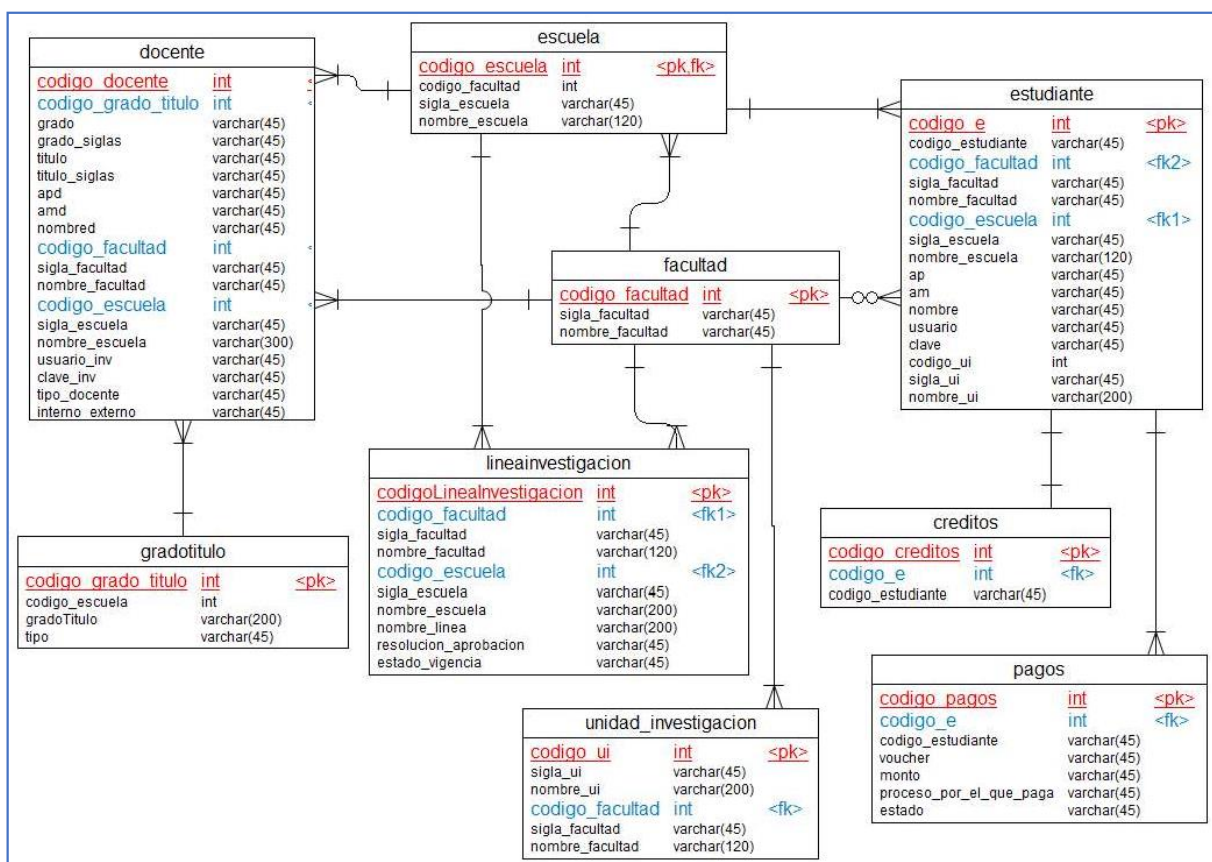 docente
codigo_docente int
codigo_grado_titulo int
grado varchar(45)
grado_siglas varchar(45)
titulo varchar(45)
titulo_siglas varchar(45)
apd varchar(45)
amd varchar(45)
nombred varchar(45)
codigo_facultad int
sigla_facultad varchar(45)
nombre_facultad varchar(45)
codigo_escuela int
sigla_escuela varchar(45)
nombre_escuela varchar(300)
usuario_inv varchar(45)
clave_inv varchar(45)
tipo_docente varchar(45)
interno_externo varchar(45)
escuela
codigo_escuela int <pk,fk>
codigo_facultad int
sigla_escuela varchar(45)
nombre_escuela varchar(120)
estudiante
codigo_e int <pk>
codigo_estudiante varchar(45)
codigo_facultad int <fk2>
sigla_facultad varchar(45)
nombre_facultad varchar(45)
codigo_escuela int <fk1>
sigla_escuela varchar(45)
nombre_escuela varchar(120)
ap varchar(45)
am varchar(45)
nombre varchar(45)
usuario varchar(45)
clave varchar(45)
codigo_ui int
sigla_ui varchar(45)
nombre_ui varchar(200)
facultad
codigo_facultad int <pk>
sigla_facultad varchar(45)
nombre_facultad varchar(45)
lineainvestigacion
codigoLineaInvestigacion int <pk>
codigo_facultad int <fk1>
sigla_facultad varchar(45)
nombre_facultad varchar(120)
codigo_escuela int <fk2>
sigla_escuela varchar(45)
nombre_escuela varchar(200)
nombre_linea varchar(200)
resolucion_aprobacion varchar(45)
estado_vigencia varchar(45)
gradotitulo
codigo_grado_titulo int <pk>
codigo_escuela int
gradoTitulo varchar(200)
tipo varchar(45)
creditos
codigo_creditos int <pk>
codigo_e int <fk>
codigo_estudiante varchar(45)
unidad_investigacion
codigo_ui int <pk>
sigla_ui varchar(45)
nombre_ui varchar(200)
codigo_facultad int <fk>
sigla_facultad varchar(45)
nombre_facultad varchar(120)
pagos
codigo_pagos int <pk>
codigo_e int <fk>
codigo_estudiante varchar(45)
voucher varchar(45)
monto varchar(45)
proceso_por_el_que_paga varchar(45)
estado varchar(45)